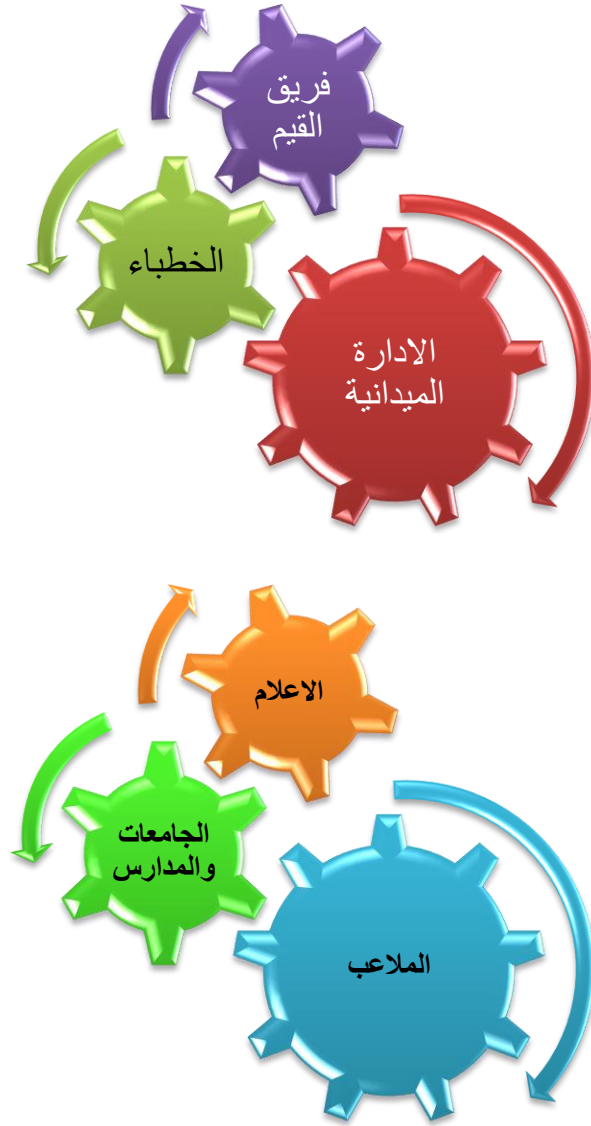 فريق
القيم
الخطباء
الادارة
الميدانية
الاعلام
الجامعات
والمدارس
الملاعب